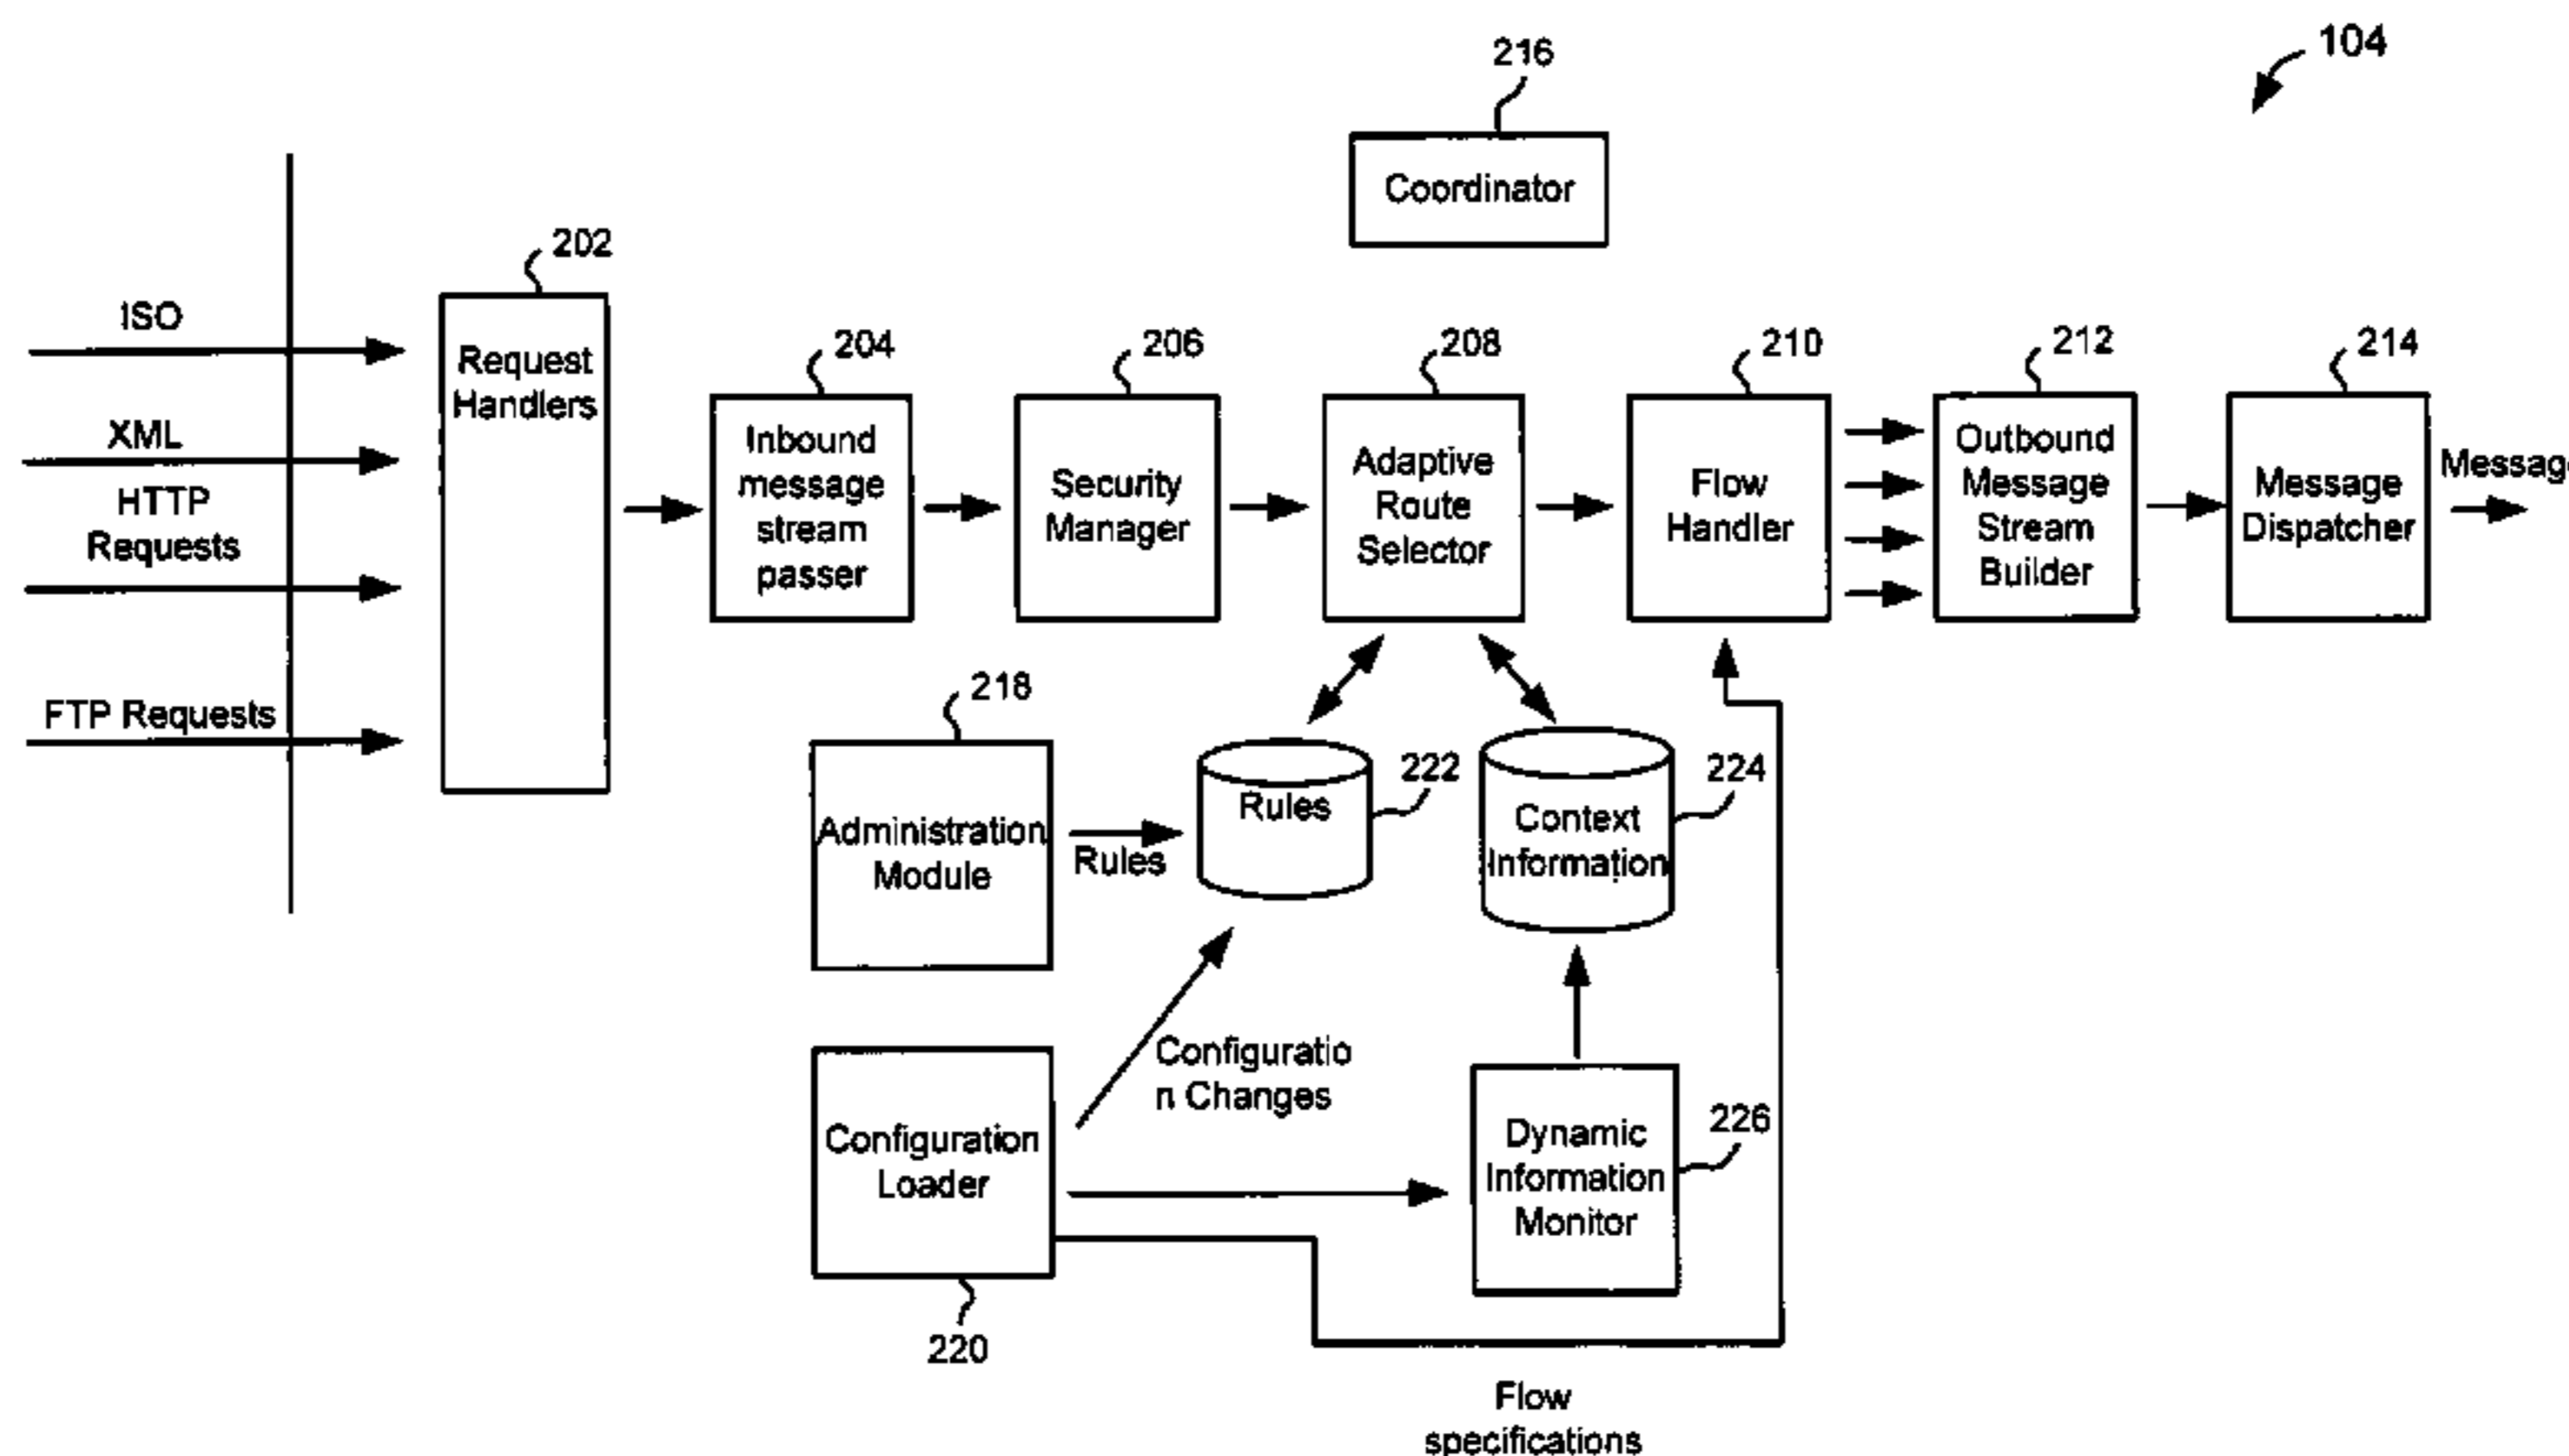 104
216
Coordinator
202
ISO
XML
HTTP
Requests
FTP Requests
Request
Handlers
204
Inbound
message
stream
passer
206
Security
Manager
208
Adaptive
Route
Selector
210
Flow
Handler
212
Outbound
Message
Stream
Builder
214
Message
Dispatcher
Message
218
Administration
Module
Rules
222
Rules
224
Context
Information
Configuratio
n Changes
Configuration
Loader
220
226
Dynamic
Information
Monitor
Flow
specifications